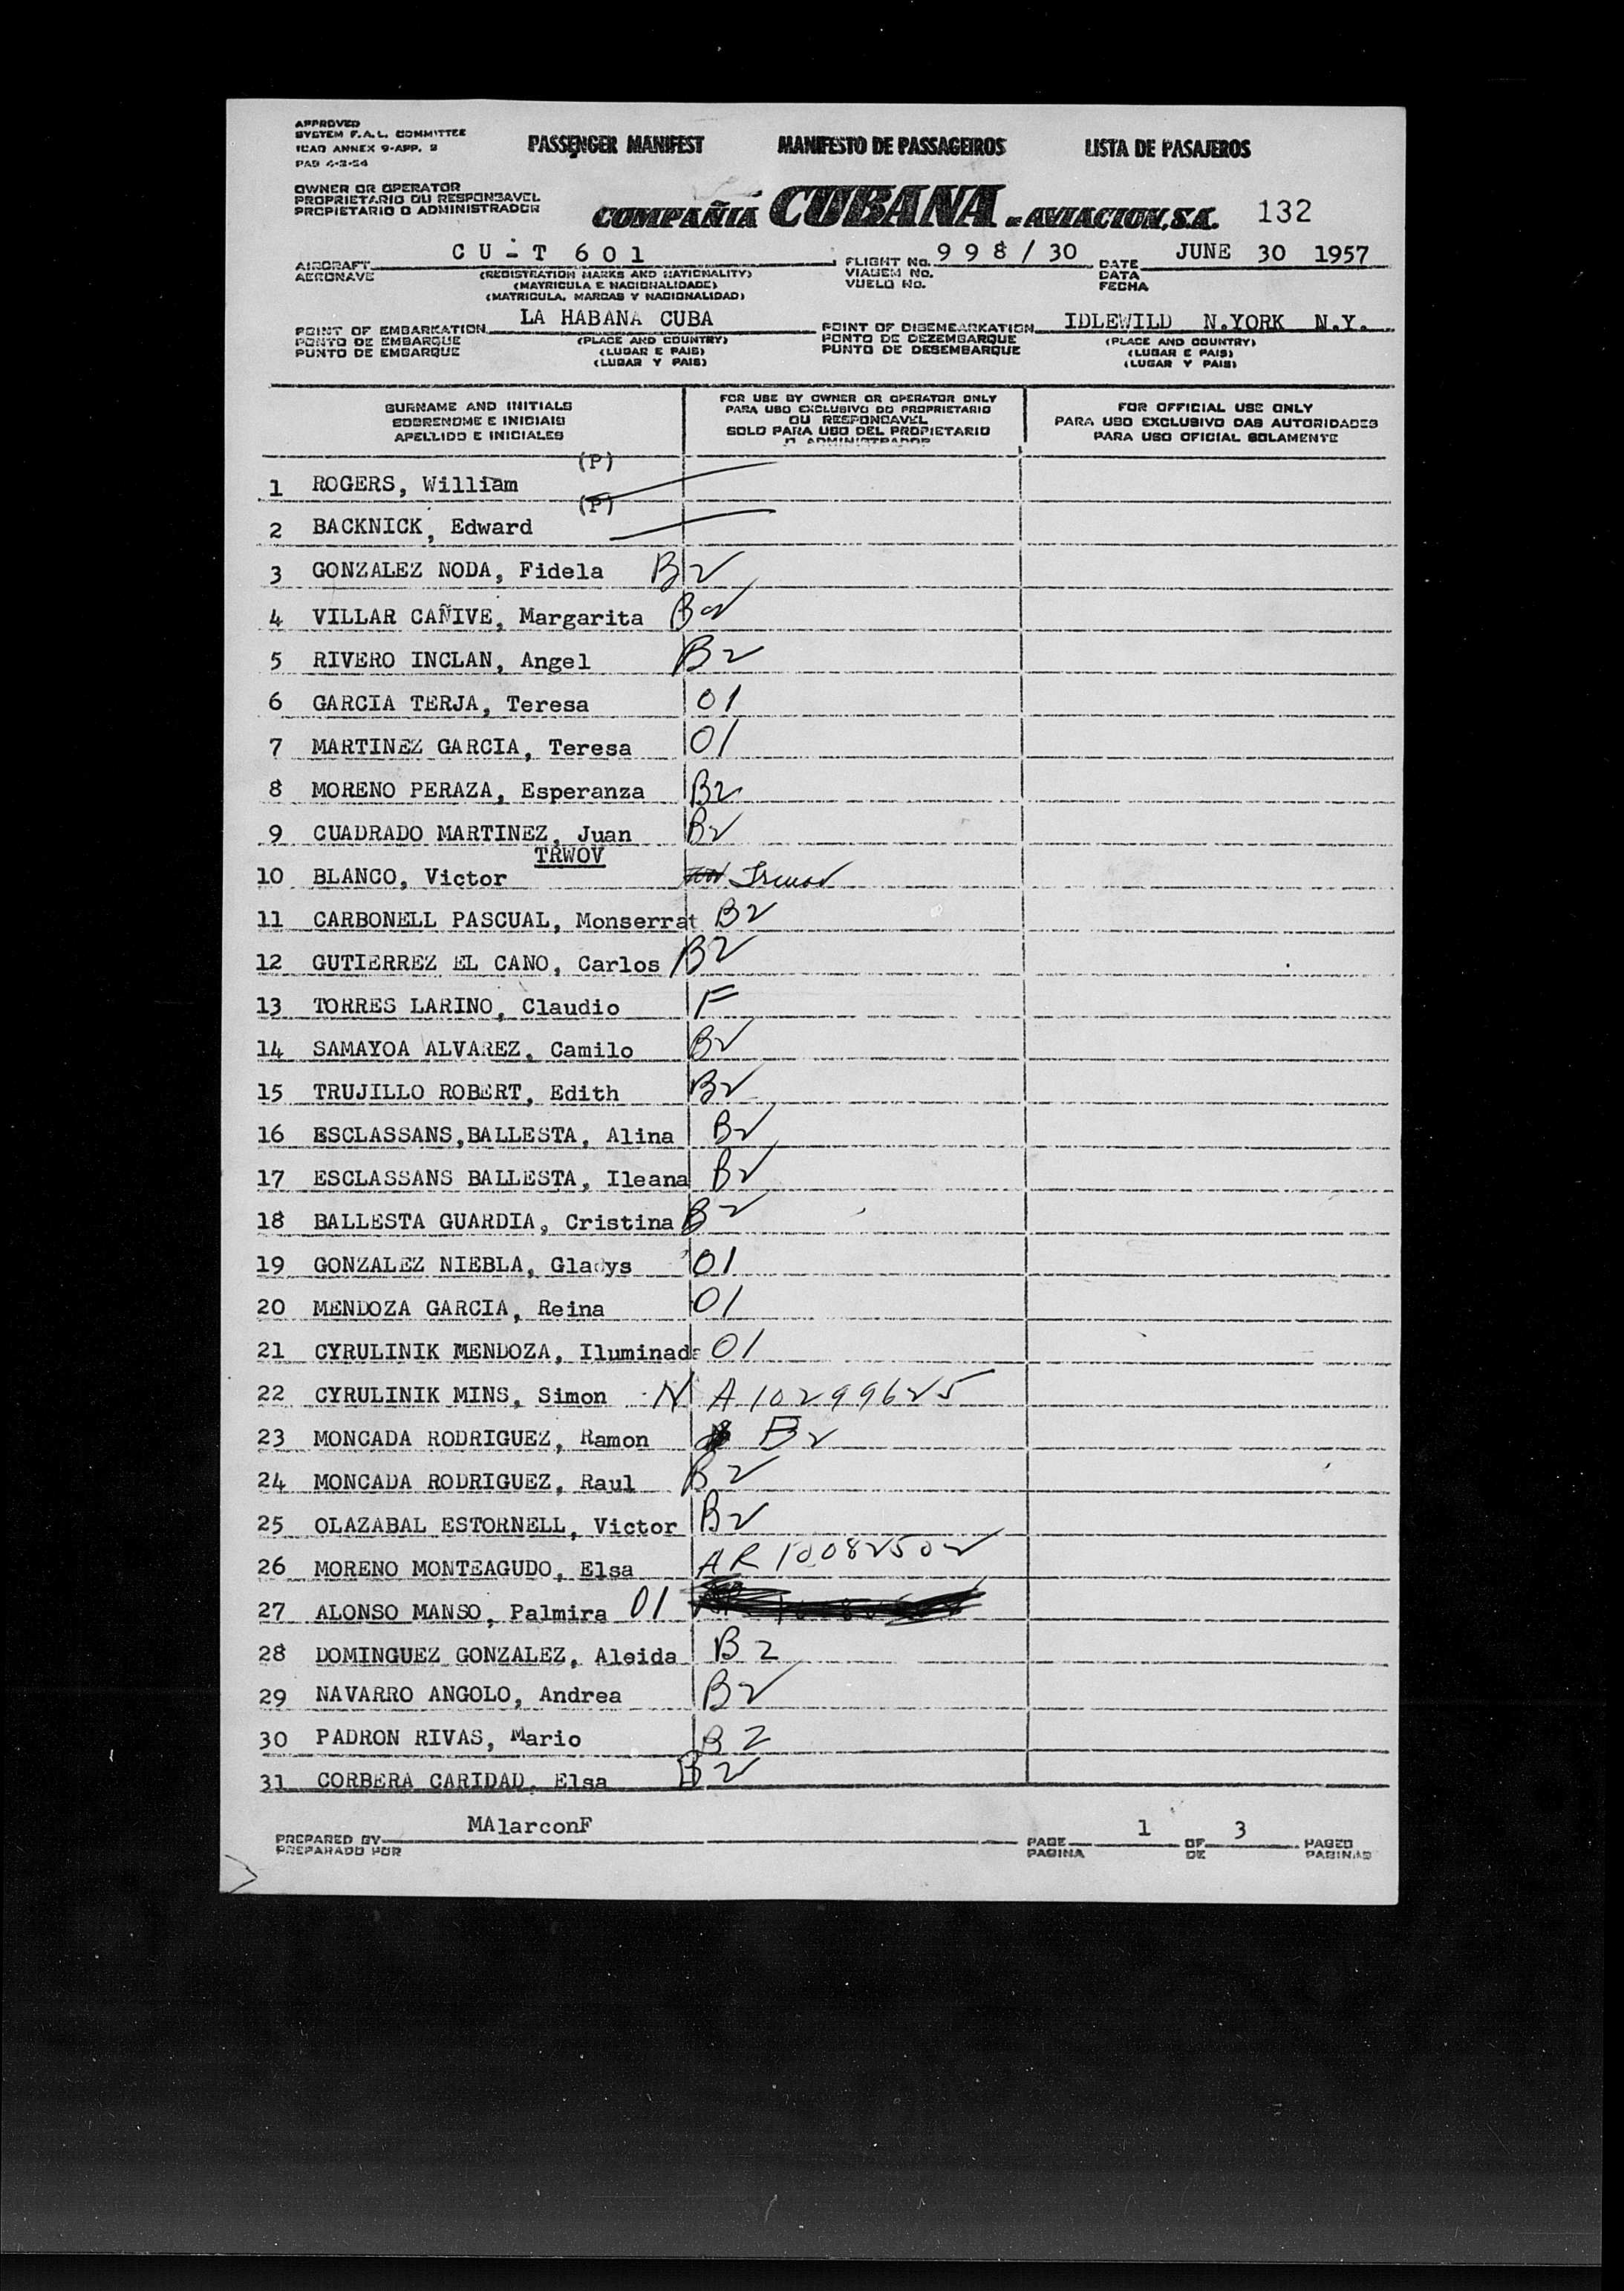 APPROVED
SYSTEM F.A.L. COMMITTEE
ICAO ANNEX 9-APP. 8
PAD 4-2-54
PASSENGER MANIFEST MANIFESTO DE PASSAGEIROS LISTA DE PASAJEROS
OWNER OR OPERATOR
PROPRIETARIO OU RESPONSAVEL
PROPIETARIO O ADMINISTRADOR
COMPAÑIA CUBANA DE AVIACION, S.A. 132
AIRCRAFT CU-T 601 FLIGHT No. 998/30 DATE JUNE 30 1957
AERONAVE (REGISTRATION MARKS AND NATIONALITY) VIAGEM No. DATA
(MATRICULA E NACIONALIDADE) VUELO No. FECHA
(MATRICULA, MARCAS Y NACIONALIDAD)
POINT OF EMBARKATION LA HABANA CUBA POINT OF DISEMBARKATION IDLEWILD N.YORK N.Y.
PONTO DE EMBARQUE (PLACE AND COUNTRY) PONTO DE DEZEMBARQUE (PLACE AND COUNTRY)
PUNTO DE EMBARQUE (LUGAR E PAIS) PUNTO DE DESEMBARQUE (LUGAR E PAIS)
(LUGAR Y PAIS) (LUGAR Y PAIS)
SURNAME AND INITIALS
SOBRENOME E INICIAIS
APELLIDO E INICIALES
FOR USE BY OWNER OR OPERATOR ONLY
PARA USO EXCLUSIVO DO PROPRIETARIO
OU RESPONSAVEL
SOLO PARA USO DEL PROPIETARIO
O ADMINISTRADOR
FOR OFFICIAL USE ONLY
PARA USO EXCLUSIVO DAS AUTORIDADES
PARA USO OFICIAL SOLAMENTE
1 ROGERS, William (P)
2 BACKNICK, Edward (P)
3 GONZALEZ NODA, Fidela B2
4 VILLAR CAÑIVE, Margarita B2
5 RIVERO INCLAN, Angel B2
6 GARCIA TERJA, Teresa 01
7 MARTINEZ GARCIA, Teresa 01
8 MORENO PERAZA, Esperanza B2
9 CUADRADO MARTINEZ, Juan B2
TRWOV
10 BLANCO, Victor Trwov
11 CARBONELL PASCUAL, Monserrat B2
12 GUTIERREZ EL CANO, Carlos B2
13 TORRES LARINO, Claudio F
14 SAMAYOA ALVAREZ, Camilo B2
15 TRUJILLO ROBERT, Edith B2
16 ESCLASSANS,BALLESTA, Alina B2
17 ESCLASSANS BALLESTA, Ileana B2
18 BALLESTA GUARDIA, Cristina B2
19 GONZALEZ NIEBLA, Gladys 01
20 MENDOZA GARCIA, Reina 01
21 CYRULINIK MENDOZA, Iluminada 01
22 CYRULINIK MINS, Simon N A10299625
23 MONCADA RODRIGUEZ, Ramon B2
24 MONCADA RODRIGUEZ, Raul B2
25 OLAZABAL ESTORNELL, Victor B2
26 MORENO MONTEAGUDO, Elsa AR 10082502
27 ALONSO MANSO, Palmira 01
28 DOMINGUEZ GONZALEZ, Aleida B2
29 NAVARRO ANGOLO, Andrea B2
30 PADRON RIVAS, Mario B2
31 CORBERA CARIDAD, Elsa B2
PREPARED BY MAlarconF PAGE 1 OF 3 PAGES
PREPARADO POR PAGINA DE PAGINAS